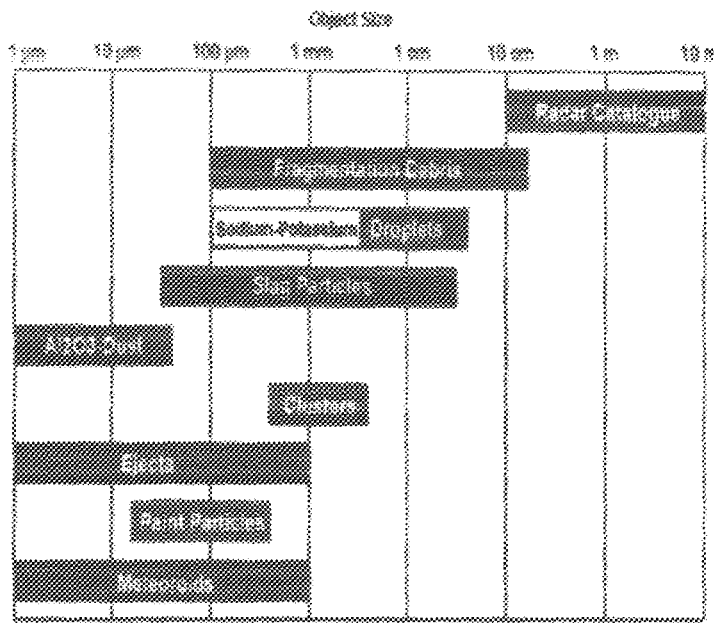 Object Size
1 μm 10 μm 100 μm 1 mm 1 cm 10 cm 1 m 10 m
Radar Catalogue
Fragmentation Debris
Sodium-Potassium Droplets
Slag Particles
Al2O3 Dust
Clusters
Ejecta
Paint Particles
Meteoroids